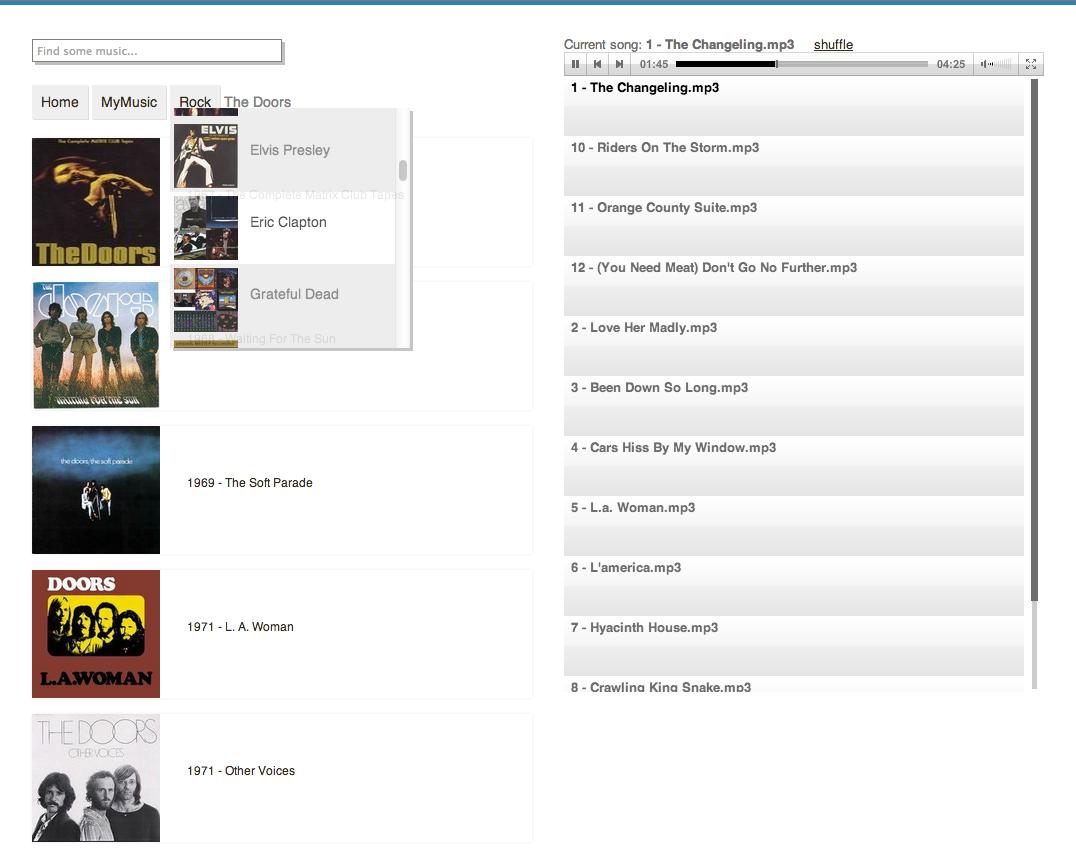 Find some music...
Home MyMusic Rock The Doors
The Complete MATRIX CLUB Tapes
The Doors
ELVIS
Elvis Presley
1967 - The Complete Matrix Club Tapes
Eric Clapton
Grateful Dead
1968 - Waiting For The Sun
THE
doors
WAITING FOR THE SUN
the doors/the soft parade
1969 - The Soft Parade
DOORS
L.A.WOMAN
1971 - L. A. Woman
THE DOORS
OTHER VOICES
1971 - Other Voices
Current song: 1 - The Changeling.mp3 shuffle
01:45 04:25
1 - The Changeling.mp3
10 - Riders On The Storm.mp3
11 - Orange County Suite.mp3
12 - (You Need Meat) Don't Go No Further.mp3
2 - Love Her Madly.mp3
3 - Been Down So Long.mp3
4 - Cars Hiss By My Window.mp3
5 - L.a. Woman.mp3
6 - L'america.mp3
7 - Hyacinth House.mp3
8 - Crawling King Snake.mp3